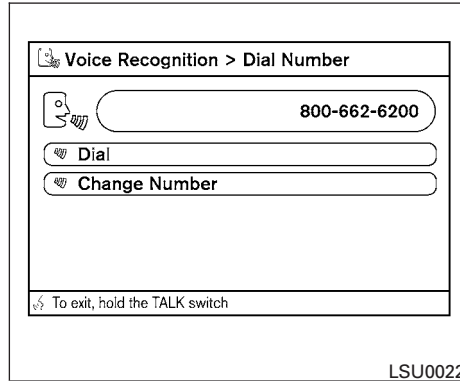 Voice Recognition > Dial Number
800-662-6200
Dial
Change Number
To exit, hold the TALK switch
LSU0022